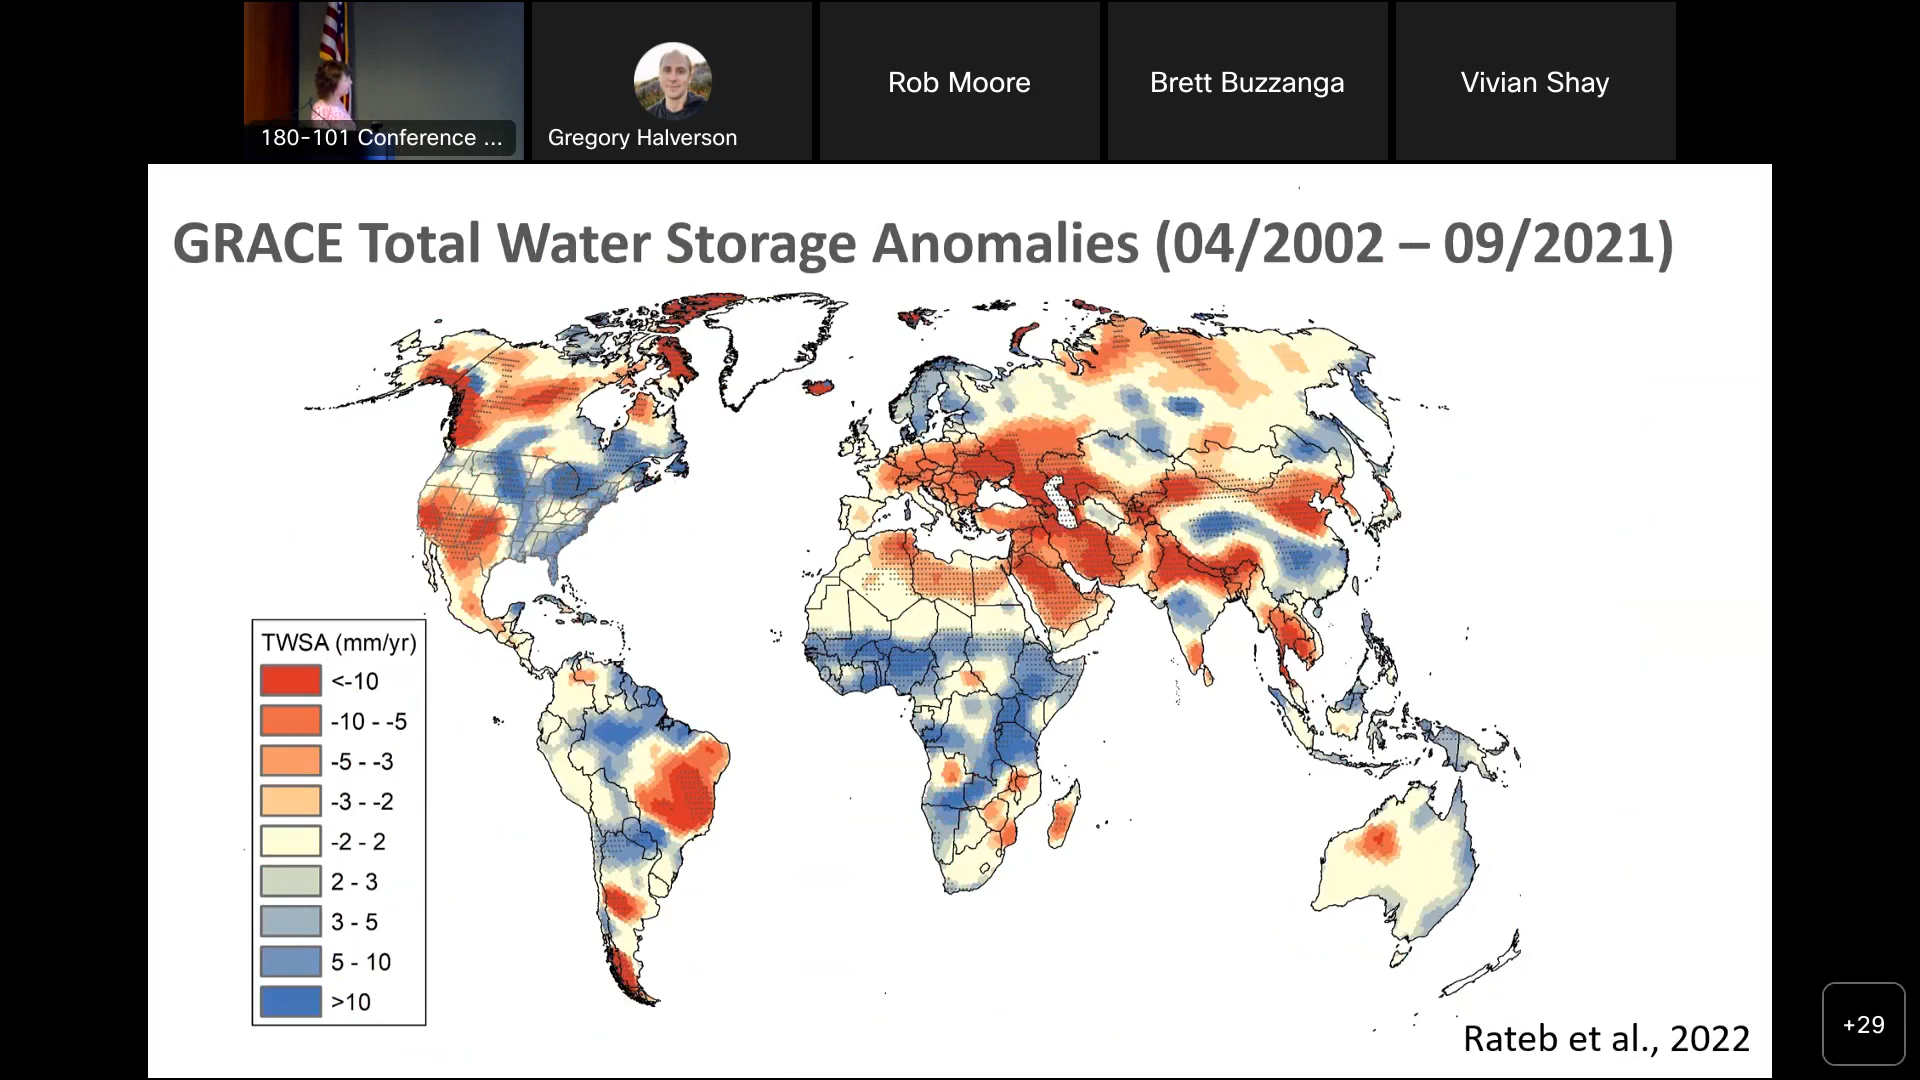 180-101 Conference ...
Gregory Halverson
Rob Moore
Brett Buzzanga
Vivian Shay
GRACE Total Water Storage Anomalies (04/2002 – 09/2021)
TWSA (mm/yr)
<-10
-10 - -5
-5 - -3
-3 - -2
-2 - 2
2 - 3
3 - 5
5 - 10
>10
Rateb et al., 2022
+29